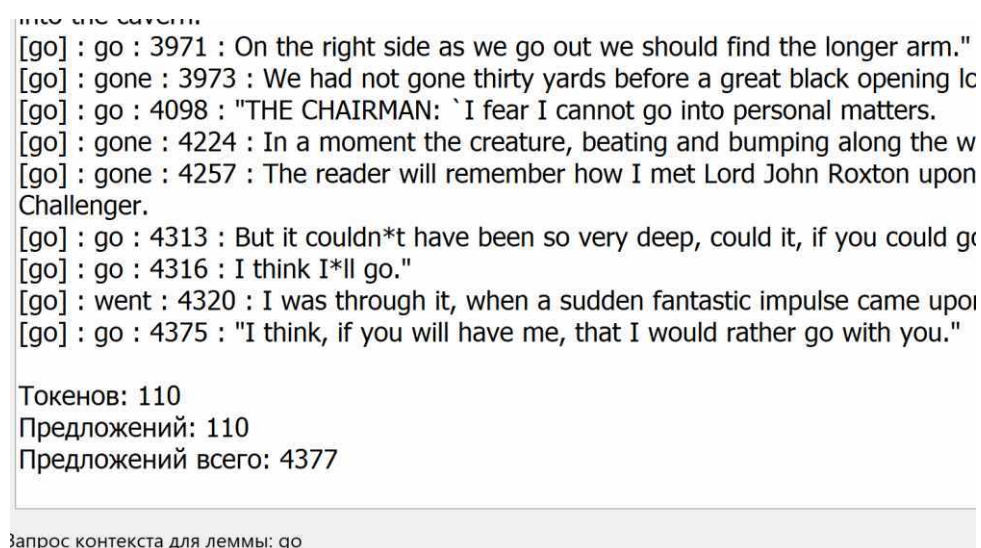 into the cavern.
[go] : go : 3971 : On the right side as we go out we should find the longer arm."
[go] : gone : 3973 : We had not gone thirty yards before a great black opening lo
[go] : go : 4098 : "THE CHAIRMAN: `I fear I cannot go into personal matters.
[go] : gone : 4224 : In a moment the creature, beating and bumping along the w
[go] : gone : 4257 : The reader will remember how I met Lord John Roxton upon
Challenger.
[go] : go : 4313 : But it couldn*t have been so very deep, could it, if you could go
[go] : go : 4316 : I think I*ll go."
[go] : went : 4320 : I was through it, when a sudden fantastic impulse came upon
[go] : go : 4375 : "I think, if you will have me, that I would rather go with you."
Токенов: 110
Предложений: 110
Предложений всего: 4377
Запрос контекста для леммы: go